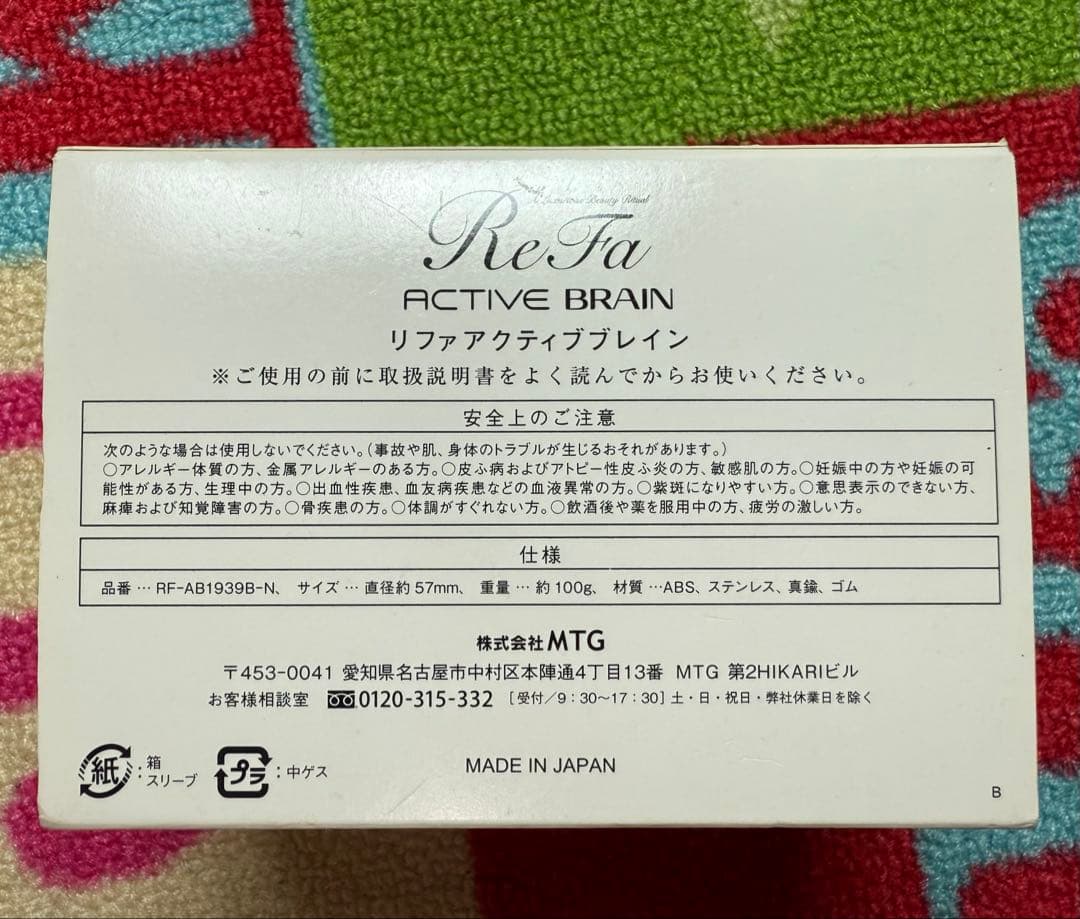 A Luxurious Beauty Ritual
ReFa
ACTIVE BRAIN
リファアクティブブレイン
※ご使用の前に取扱説明書をよく読んでからお使いください。
安全上のご注意
次のような場合は使用しないでください。(事故や肌、身体のトラブルが生じるおそれがあります。)
○アレルギー体質の方、金属アレルギーのある方。○皮ふ病およびアトピー性皮ふ炎の方、敏感肌の方。○妊娠中の方や妊娠の可
能性がある方、生理中の方。○出血性疾患、血友病疾患などの血液異常の方。○紫斑になりやすい方。○意思表示のできない方、
麻痺および知覚障害の方。○骨疾患の方。○体調がすぐれない方。○飲酒後や薬を服用中の方、疲労の激しい方。
仕様
品番 … RF-AB1939B-N、 サイズ … 直径約57mm、 重量 … 約100g、 材質 …ABS、ステンレス、真鍮、ゴム
株式会社MTG
〒453-0041 愛知県名古屋市中村区本陣通4丁目13番 MTG 第2HIKARIビル
お客様相談室 0120-315-332 [受付/9:30〜17:30]土・日・祝日・弊社休業日を除く
紙:箱
スリーブ
プラ:中ゲス
MADE IN JAPAN
B